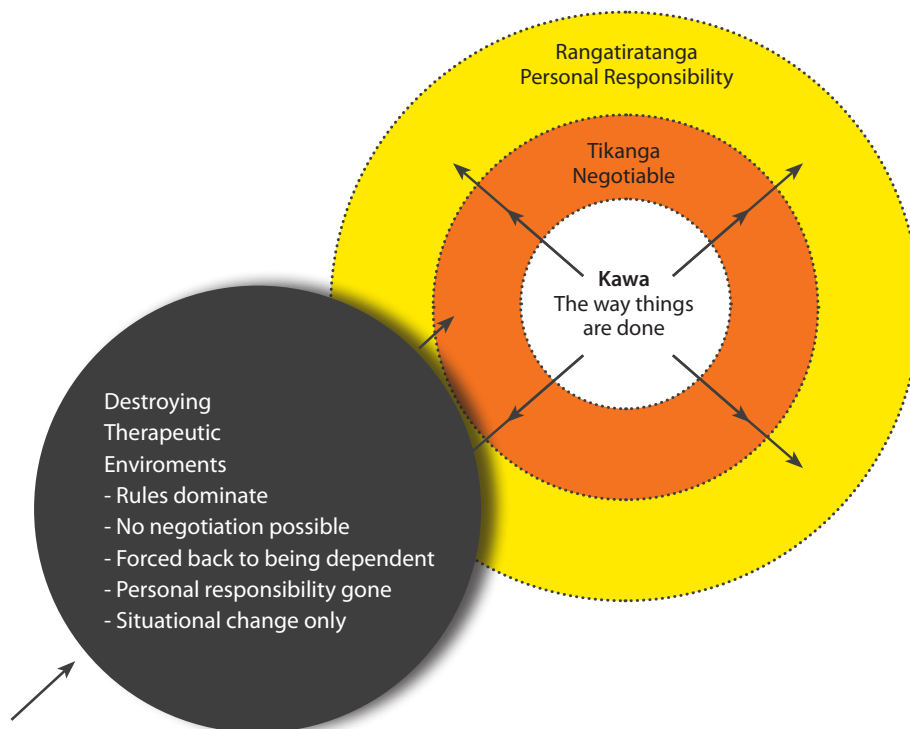 Rangatiratanga
Personal Responsibility
Tikanga
Negotiable
Kawa
The way things
are done
Destroying
Therapeutic
Enviroments
- Rules dominate
- No negotiation possible
- Forced back to being dependent
- Personal responsibility gone
- Situational change only